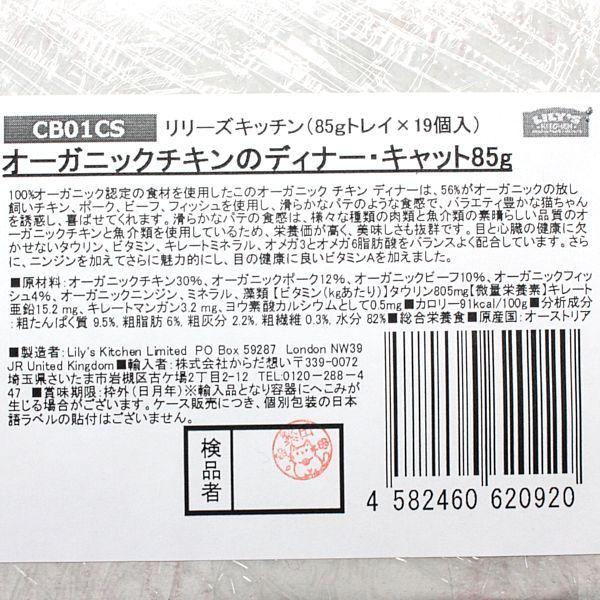 CB01CS リリーズキッチン(85gトレイ×19個入)
LILY'S KITCHEN
オーガニックチキンのディナー・キャット85g
100%オーガニック認定の食材を使用したこのオーガニック チキン ディナーは、56%がオーガニックの放し
飼いチキン、ポーク、ビーフ、フィッシュを使用し、滑らかなパテのような食感で、バラエティ豊かな猫ちゃん
を誘惑し、喜ばせてくれます。滑らかなパテの食感は、様々な種類の肉類と魚介類の素晴らしい品質のオ
ーガニックチキンと魚介類を使用しているため、栄養価が高く、美味しさも抜群です。目と心臓の健康に欠
かせないタウリン、ビタミン、キレートミネラル、オメガ3とオメガ6脂肪酸をバランスよく配合しています。さら
に、ニンジンを加えてさらに魅力的にし、目の健康に良いビタミンAを加えました。
■原材料:オーガニックチキン30%、オーガニックポーク12%、オーガニックビーフ10%、オーガニックフィッ
シュ4%、オーガニックニンジン、ミネラル、藻類【ビタミン(kgあたり)】タウリン805mg【微量栄養素】キレート
亜鉛15.2 mg、キレートマンガン3.2 mg、ヨウ素酸カルシウムとして0.5mg■カロリー91kcal/100g■分析成分
:粗たんぱく質 9.5%、粗脂肪 6%、粗灰分 2.2%、粗繊維 0.3%、水分 82%■総合栄養食■原産国:オーストリア
■製造者:Lily's Kitchen Limited PO Box 59287 London NW39
JR United Kingdom■輸入者:株式会社からだ想い〒339-0072
埼玉県さいたま市岩槻区古ケ場2丁目2-12 TEL0120-388-4
47 ■賞味期限:枠外(日月年)※輸入品となり容器にへこみが
生じる場合がございます。ケース販売につき、個別包装の日本
語ラベルの貼付はございません。
検品者
4 582460 620920